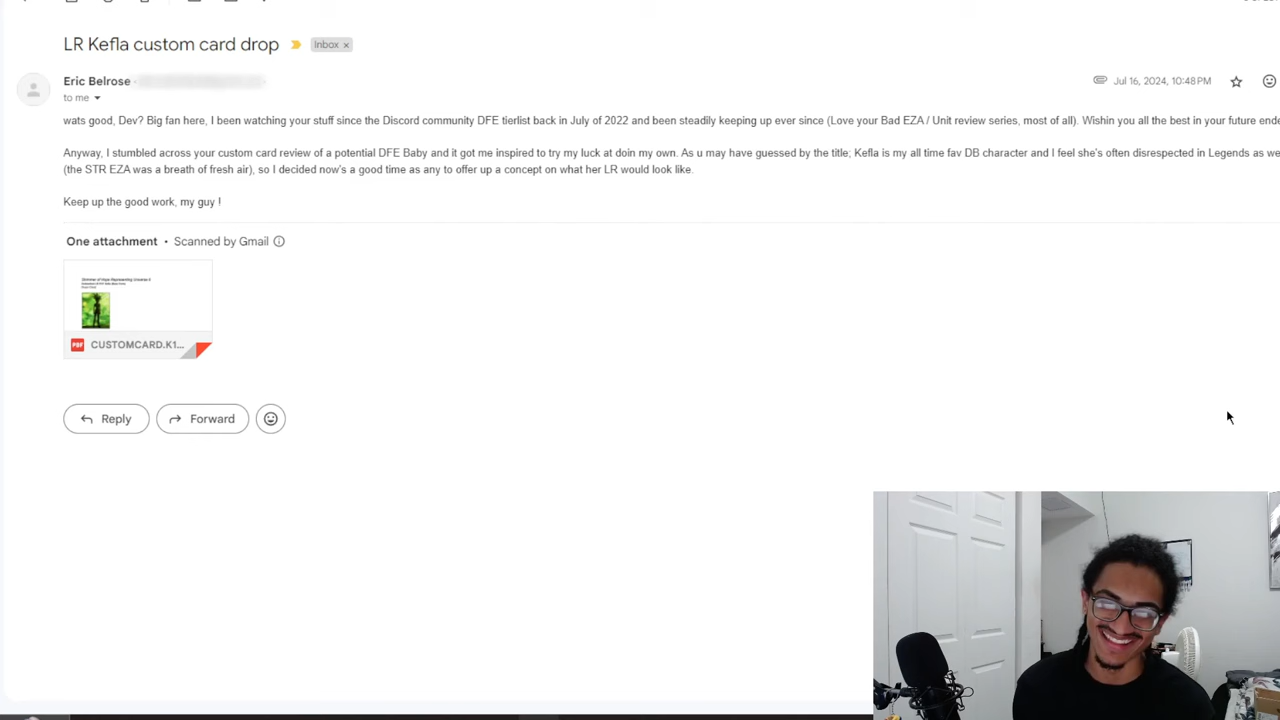 LR Kefla custom card drop
Inbox ×
Eric Belrose
Jul 16, 2024, 10:48 PM
to me
wats good, Dev? Big fan here, I been watching your stuff since the Discord community DFE tierlist back in July of 2022 and been steadily keeping up ever since (Love your Bad EZA / Unit review series, most of all). Wishin you all the best in your future
Anyway, I stumbled across your custom card review of a potential DFE Baby and it got me inspired to try my luck at doin my own. As u may have guessed by the title; Kefla is my all time fav DB character and I feel she's often disrespected in Legends as
(the STR EZA was a breath of fresh air), so I decided now's a good time as any to offer up a concept on what her LR would look like.
Keep up the good work, my guy !
One attachment • Scanned by Gmail
PDF CUSTOMCARD.K1...
Reply
Forward